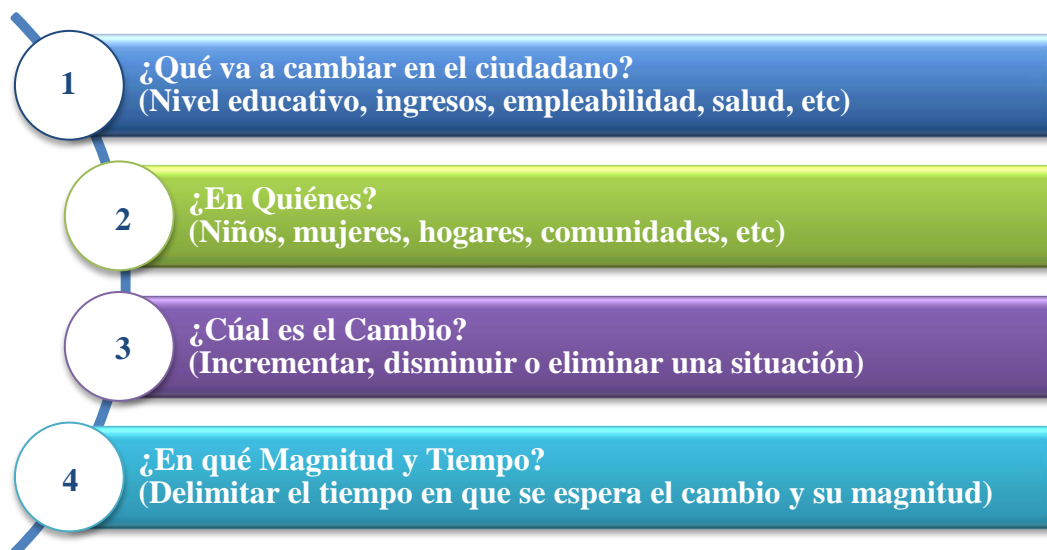 1
¿Qué va a cambiar en el ciudadano?
(Nivel educativo, ingresos, empleabilidad, salud, etc)
2
¿En Quiénes?
(Niños, mujeres, hogares, comunidades, etc)
3
¿Cúal es el Cambio?
(Incrementar, disminuir o eliminar una situación)
4
¿En qué Magnitud y Tiempo?
(Delimitar el tiempo en que se espera el cambio y su magnitud)